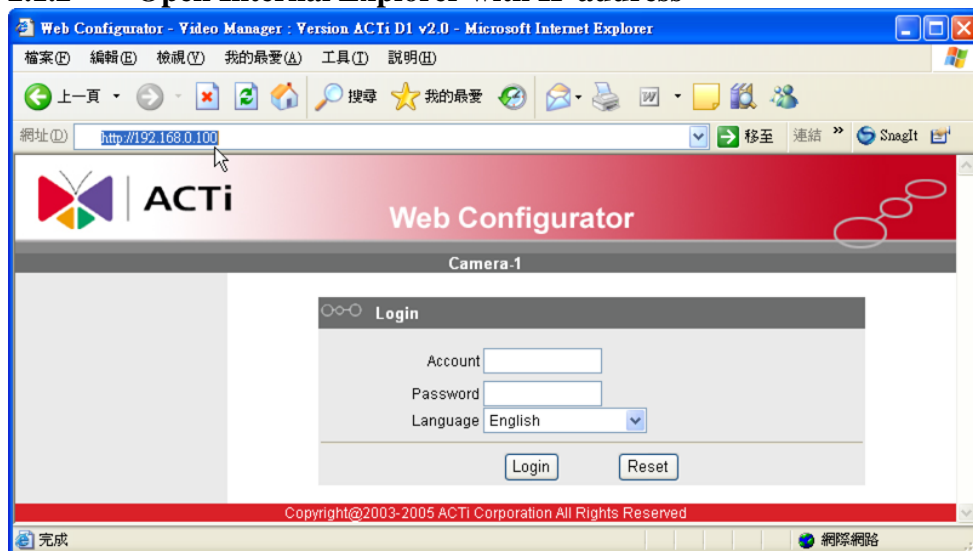 Open Internal Explorer with IP address
Web Configurator - Video Manager : Version ACTi D1 v2.0 - Microsoft Internet Explorer
檔案(F) 編輯(E) 檢視(V) 我的最愛(A) 工具(T) 說明(H)
上一頁 搜尋 我的最愛
網址(D) http://192.168.0.100 移至 連結 » SnagIt
ACTi
Web Configurator
Camera-1
Login
Account
Password
Language English
Login Reset
Copyright@2003-2005 ACTi Corporation All Rights Reserved
完成 網際網路